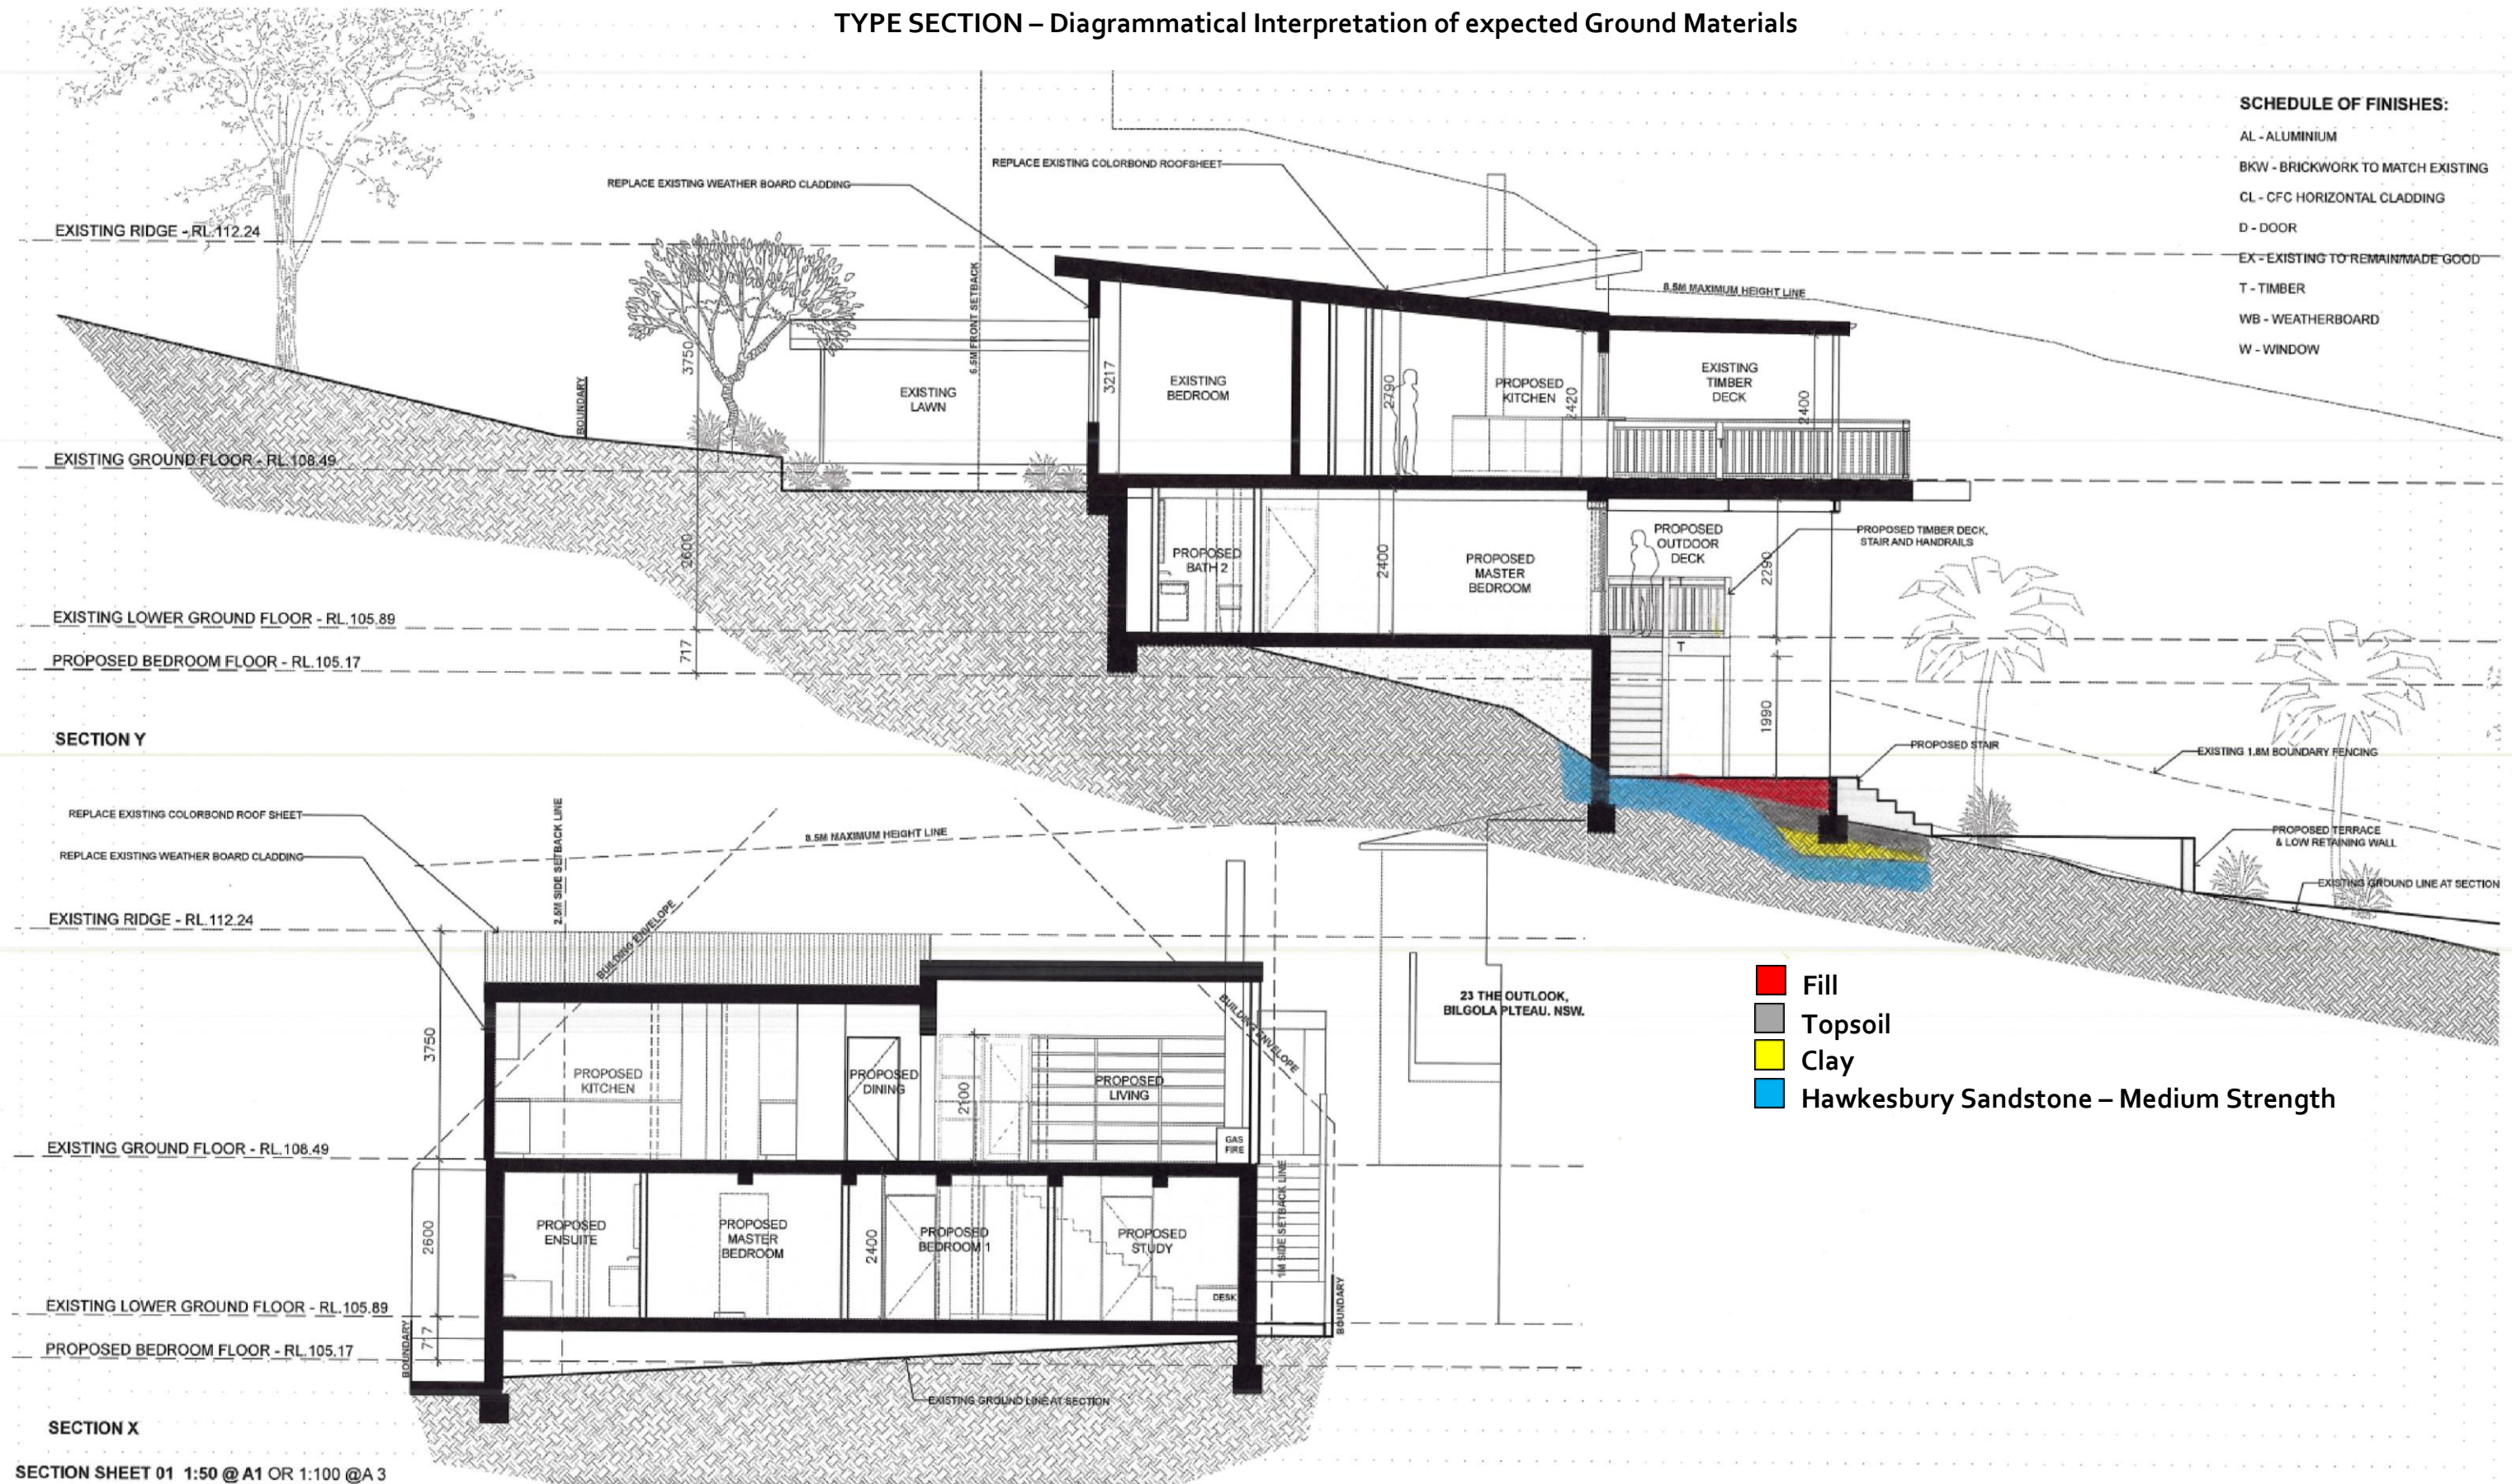 TYPE SECTION – Diagrammatical Interpretation of expected Ground Materials
SCHEDULE OF FINISHES:
AL - ALUMINIUM
BKW - BRICKWORK TO MATCH EXISTING
CL - CFC HORIZONTAL CLADDING
D - DOOR
EX - EXISTING TO REMAIN/MADE GOOD
T - TIMBER
WB - WEATHERBOARD
W - WINDOW
REPLACE EXISTING COLORBOND ROOFSHEET
REPLACE EXISTING WEATHER BOARD CLADDING
EXISTING RIDGE - RL.112.24
6.5M FRONT SETBACK
8.5M MAXIMUM HEIGHT LINE
BOUNDARY
3750
EXISTING
LAWN
3217
EXISTING
BEDROOM
2790
PROPOSED
KITCHEN
2420
EXISTING
TIMBER
DECK
2400
T
EXISTING GROUND FLOOR - RL.108.49
2600
PROPOSED
BATH 2
2400
PROPOSED
MASTER
BEDROOM
PROPOSED
OUTDOOR
DECK
2290
PROPOSED TIMBER DECK,
STAIR AND HANDRAILS
T
EXISTING LOWER GROUND FLOOR - RL.105.89
717
T
PROPOSED BEDROOM FLOOR - RL.105.17
1990
SECTION Y
PROPOSED STAIR
EXISTING 1.8M BOUNDARY FENCING
PROPOSED TERRACE
& LOW RETAINING WALL
EXISTING GROUND LINE AT SECTION
REPLACE EXISTING COLORBOND ROOF SHEET
REPLACE EXISTING WEATHER BOARD CLADDING
2.5M SIDE SETBACK LINE
8.5M MAXIMUM HEIGHT LINE
EXISTING RIDGE - RL.112.24
BUILDING ENVELOPE
BUILDING ENVELOPE
23 THE OUTLOOK,
BILGOLA PLTEAU. NSW.
Fill
Topsoil
Clay
Hawkesbury Sandstone – Medium Strength
3750
PROPOSED
KITCHEN
PROPOSED
DINING
2100
PROPOSED
LIVING
GAS
FIRE
EXISTING GROUND FLOOR - RL.108.49
2600
PROPOSED
ENSUITE
PROPOSED
MASTER
BEDROOM
2400
PROPOSED
BEDROOM 1
PROPOSED
STUDY
DESK
1M SIDE SETBACK LINE
BOUNDARY
EXISTING LOWER GROUND FLOOR - RL.105.89
717
BOUNDARY
PROPOSED BEDROOM FLOOR - RL.105.17
EXISTING GROUND LINE AT SECTION
SECTION X
SECTION SHEET 01 1:50 @ A1 OR 1:100 @A 3